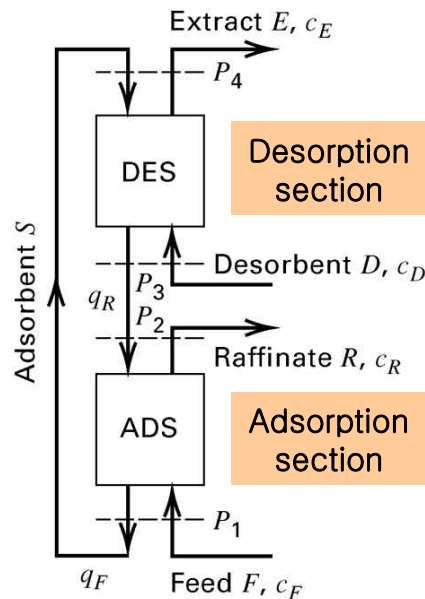 Extract E, c_E
P_4
DES
Desorption
section
Adsorbent S
Desorbent D, c_D
P_3
q_R
P_2
Raffinate R, c_R
ADS
Adsorption
section
P_1
q_F
Feed F, c_F